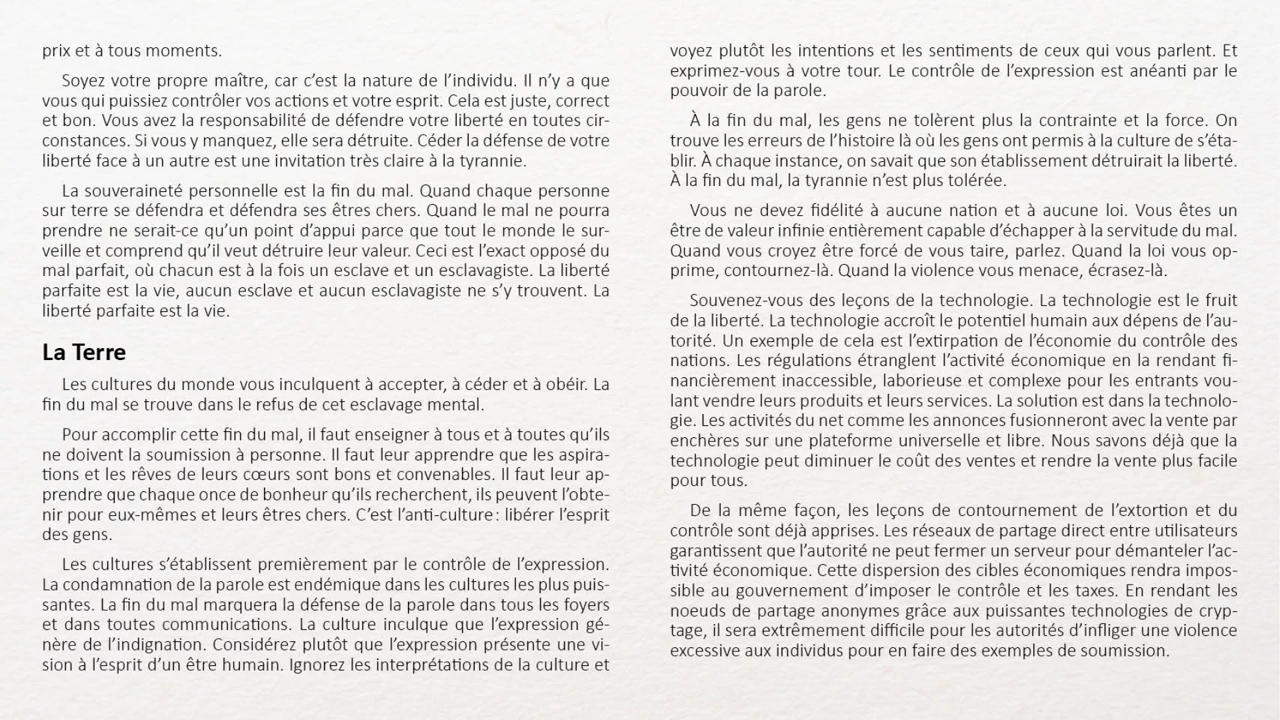 prix et à tous moments.
Soyez votre propre maître, car c’est la nature de l’individu. Il n’y a que
vous qui puissiez contrôler vos actions et votre esprit. Cela est juste, correct
et bon. Vous avez la responsabilité de défendre votre liberté en toutes cir-
constances. Si vous y manquez, elle sera détruite. Céder la défense de votre
liberté face à un autre est une invitation très claire à la tyrannie.
La souveraineté personnelle est la fin du mal. Quand chaque personne
sur terre se défendra et défendra ses êtres chers. Quand le mal ne pourra
prendre ne serait-ce qu’un point d’appui parce que tout le monde le sur-
veille et comprend qu’il veut détruire leur valeur. Ceci est l’exact opposé du
mal parfait, où chacun est à la fois un esclave et un esclavagiste. La liberté
parfaite est la vie, aucun esclave et aucun esclavagiste ne s’y trouvent. La
liberté parfaite est la vie.
La Terre
Les cultures du monde vous inculquent à accepter, à céder et à obéir. La
fin du mal se trouve dans le refus de cet esclavage mental.
Pour accomplir cette fin du mal, il faut enseigner à tous et à toutes qu’ils
ne doivent la soumission à personne. Il faut leur apprendre que les aspira-
tions et les rêves de leurs cœurs sont bons et convenables. Il faut leur ap-
prendre que chaque once de bonheur qu’ils recherchent, ils peuvent l’obte-
nir pour eux-mêmes et leurs êtres chers. C’est l’anti-culture : libérer l’esprit
des gens.
Les cultures s’établissent premièrement par le contrôle de l’expression.
La condamnation de la parole est endémique dans les cultures les plus puis-
santes. La fin du mal marquera la défense de la parole dans tous les foyers
et dans toutes communications. La culture inculque que l’expression gé-
nère de l’indignation. Considérez plutôt que l’expression présente une vi-
sion à l’esprit d’un être humain. Ignorez les interprétations de la culture et
voyez plutôt les intentions et les sentiments de ceux qui vous parlent. Et
exprimez-vous à votre tour. Le contrôle de l’expression est anéanti par le
pouvoir de la parole.
À la fin du mal, les gens ne tolèrent plus la contrainte et la force. On
trouve les erreurs de l’histoire là où les gens ont permis à la culture de s’éta-
blir. À chaque instance, on savait que son établissement détruirait la liberté.
À la fin du mal, la tyrannie n’est plus tolérée.
Vous ne devez fidélité à aucune nation et à aucune loi. Vous êtes un
être de valeur infinie entièrement capable d’échapper à la servitude du mal.
Quand vous croyez être forcé de vous taire, parlez. Quand la loi vous op-
prime, contournez-là. Quand la violence vous menace, écrasez-là.
Souvenez-vous des leçons de la technologie. La technologie est le fruit
de la liberté. La technologie accroît le potentiel humain aux dépens de l’au-
torité. Un exemple de cela est l’extirpation de l’économie du contrôle des
nations. Les régulations étranglent l’activité économique en la rendant fi-
nancièrement inaccessible, laborieuse et complexe pour les entrants vou-
lant vendre leurs produits et leurs services. La solution est dans la technolo-
gie. Les activités du net comme les annonces fusionneront avec la vente par
enchères sur une plateforme universelle et libre. Nous savons déjà que la
technologie peut diminuer le coût des ventes et rendre la vente plus facile
pour tous.
De la même façon, les leçons de contournement de l’extortion et du
contrôle sont déjà apprises. Les réseaux de partage direct entre utilisateurs
garantissent que l’autorité ne peut fermer un serveur pour démanteler l’ac-
tivité économique. Cette dispersion des cibles économiques rendra impos-
sible au gouvernement d’imposer le contrôle et les taxes. En rendant les
noeuds de partage anonymes grâce aux puissantes technologies de cryp-
tage, il sera extrêmement difficile pour les autorités d’infliger une violence
excessive aux individus pour en faire des exemples de soumission.